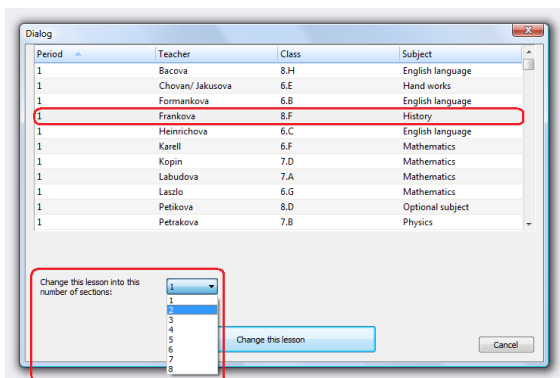 Dialog
Period Teacher Class Subject
1 Bacova 8.H English language
1 Chovan/ Jakusova 6.E Hand works
1 Formankova 6.B English language
1 Frankova 8.F History
1 Heinrichova 6.C English language
1 Karell 6.F Mathematics
1 Kopin 7.D Mathematics
1 Labudova 7.A Mathematics
1 Laszlo 6.G Mathematics
1 Petikova 8.D Optional subject
1 Petrakova 7.B Physics
Change this lesson into this
number of sections:
1
1
2
3
4
5
6
7
8
Change this lesson
Cancel